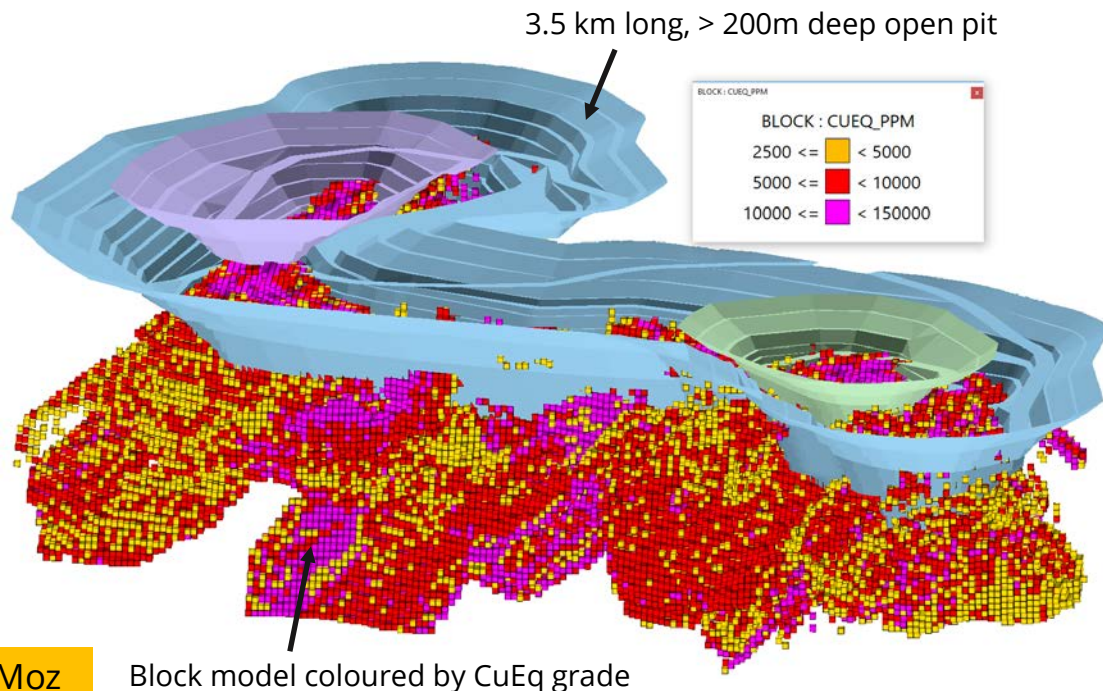 3.5 km long, > 200m deep open pit
BLOCK : CUEQ_PPM
x
BLOCK : CUEQ_PPM
2500 <= < 5000
5000 <= < 10000
10000 <= < 150000
Moz
Block model coloured by CuEq grade